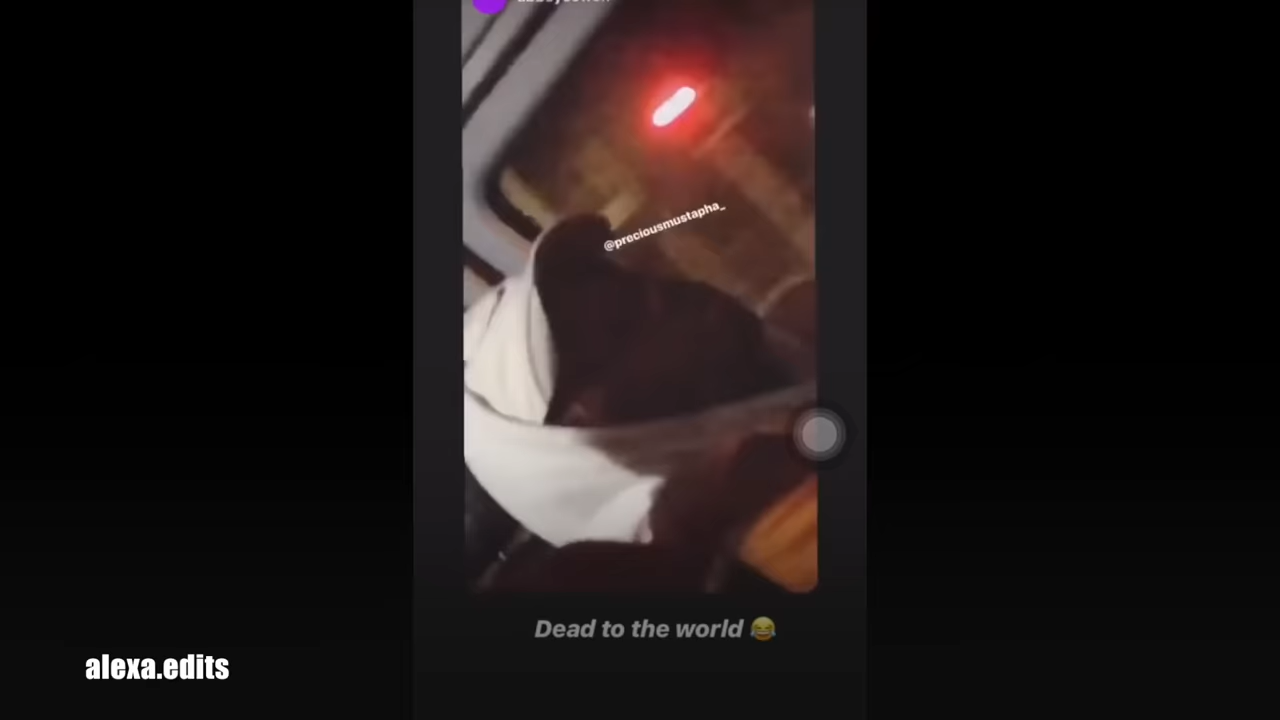 @preciousmustapha_
Dead to the world 😂
alexa.edits